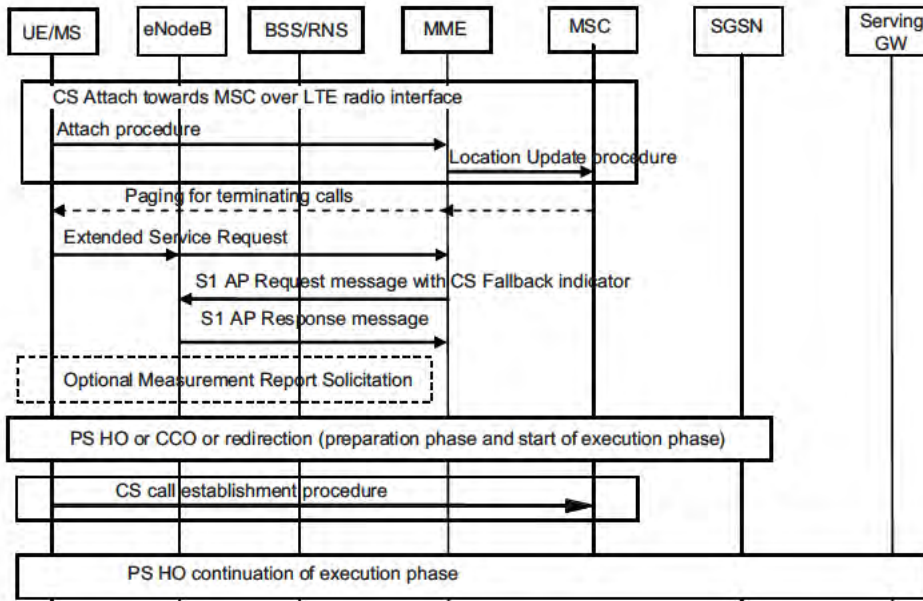 UE/MS
eNodeB
BSS/RNS
MME
MSC
SGSN
Serving
GW
CS Attach towards MSC over LTE radio interface
Attach procedure
Location Update procedure
Paging for terminating calls
Extended Service Request
S1 AP Request message with CS Fallback indicator
S1 AP Response message
Optional Measurement Report Solicitation
PS HO or CCO or redirection (preparation phase and start of execution phase)
CS call establishment procedure
PS HO continuation of execution phase